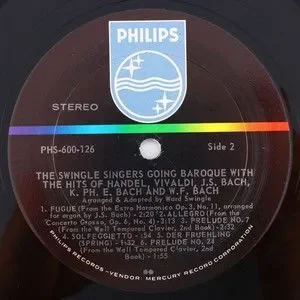 PHILIPS
STEREO
PHS-600-126
Side 2
THE SWINGLE SINGERS GOING BAROQUE WITH
THE HITS OF HANDEL, VIVALDI, J.S. BACH,
K. PH. E. BACH AND W.F. BACH
Arranged & Adapted by Ward Swingle
1. FUGUE (From the Extra Harmonico Op. 3, No. 11, arranged
for organ by J.S. Bach) - 2:20 2. ALLEGRO (From the
Concerto Grosso, Op. 6, No. 4) - 3:13 3. PRELUDE NO. 7
(From the Well Tempered Clavier, 2nd Book)
4. SOLFEGGIETTO - :54 5. DER FRUEHLING
(SPRING) - 1:32 6. PRELUDE NO. 24
(From the Well Tempered Clavier, 2nd
Book) - 1:55
PHILIPS RECORDS • VENDOR MERCURY RECORD CORPORATION